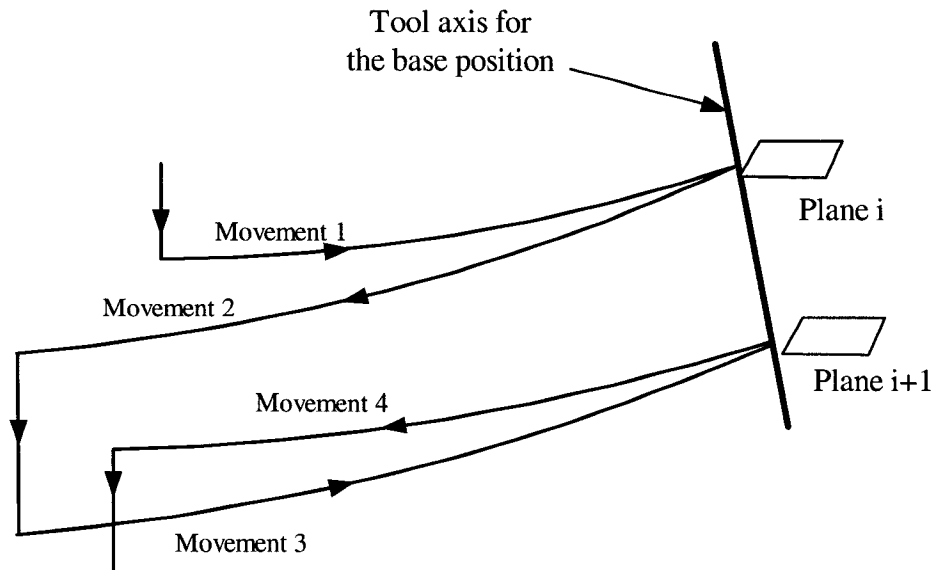 Tool axis for
the base position
Plane i
Movement 1
Movement 2
Plane i+1
Movement 4
Movement 3